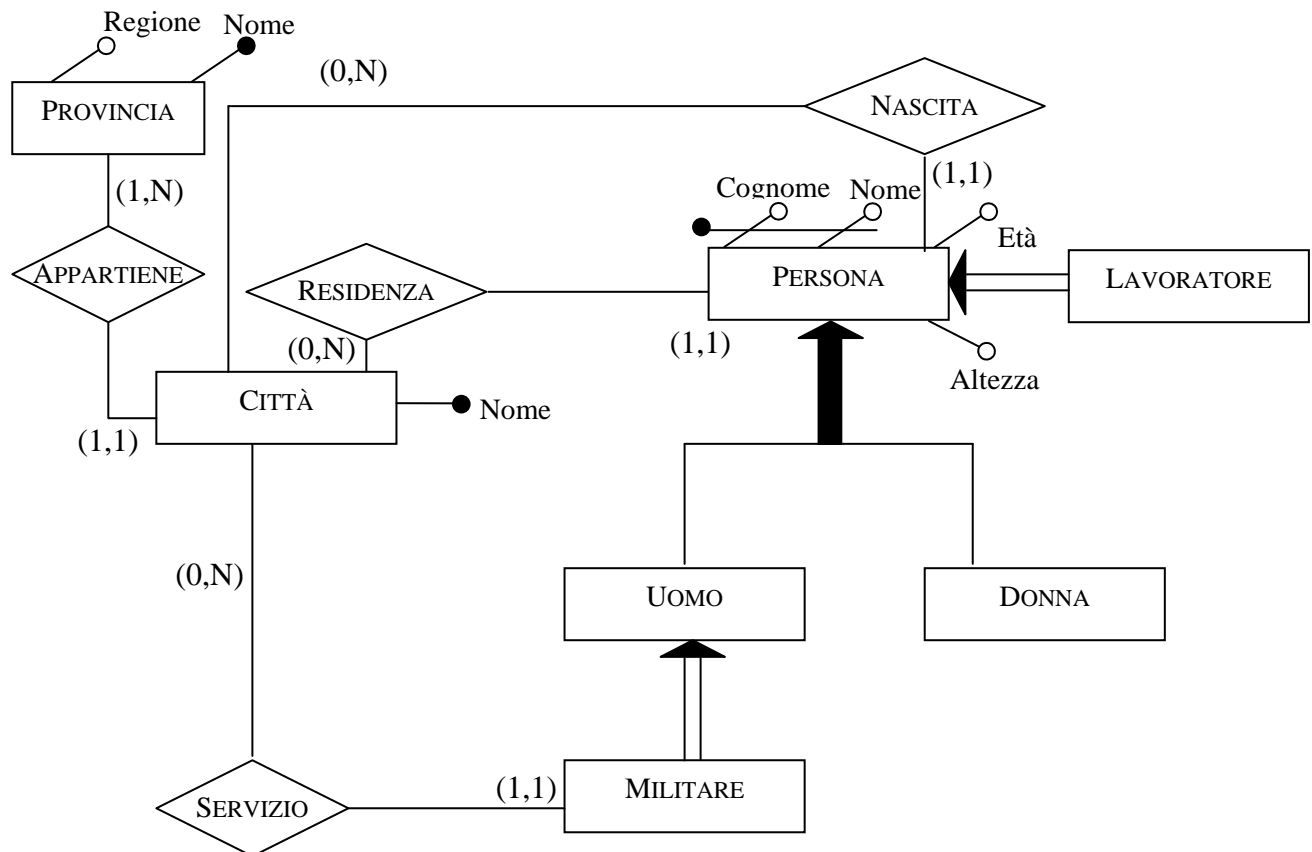 Regione
Nome
(0,N)
PROVINCIA
NASCITA
(1,N)
(1,1)
Cognome
Nome
Età
APPARTIENE
RESIDENZA
PERSONA
LAVORATORE
(0,N)
(1,1)
Altezza
CITTÀ
Nome
(1,1)
(0,N)
UOMO
DONNA
(1,1)
MILITARE
SERVIZIO